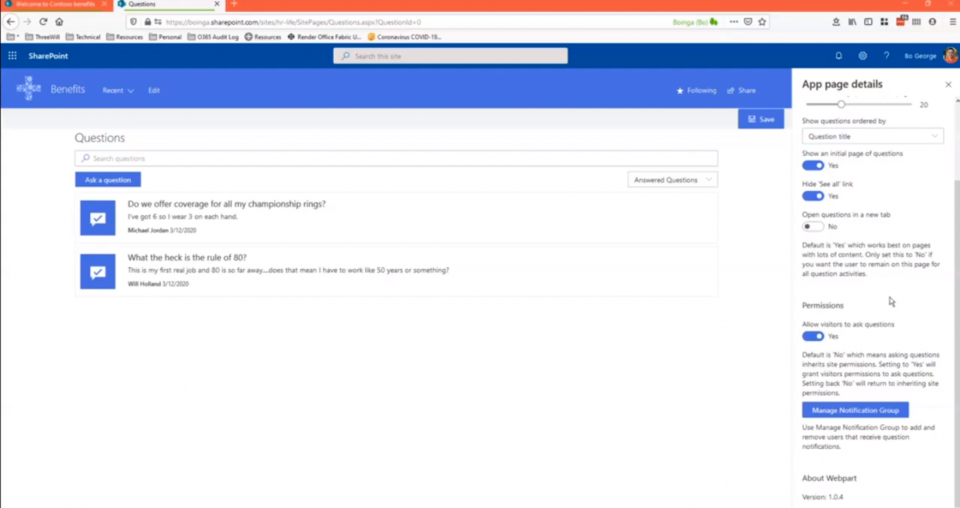 Welcome to Contoso benefits
Questions
https://boinga.sharepoint.com/sites/hr-life/SitePages/Questions.aspx?QuestionId=0
Boinga (Bo)
ThreeWill
Technical
Resources
Personal
O365 Audit Log
Resources
Render Office Fabric U...
Coronavirus COVID-19...
SharePoint
Search this site
Bo George
Benefits
Recent
Edit
Following
Share
Save
Questions
Search questions
Ask a question
Answered Questions
Do we offer coverage for all my championship rings?
I've got 6 so I wear 3 on each hand.
Michael Jordan 3/12/2020
What the heck is the rule of 80?
This is my first real job and 80 is so far away....does that mean I have to work like 50 years or something?
Will Holland 3/12/2020
App page details
20
Show questions ordered by
Question title
Show an initial page of questions
Yes
Hide 'See all' link
Yes
Open questions in a new tab
No
Default is 'Yes' which works best on pages
with lots of content. Only set this to 'No' if
you want the user to remain on this page for
all question activities.
Permissions
Allow visitors to ask questions
Yes
Default is 'No' which means asking questions
inherits site permissions. Setting to 'Yes' will
grant visitors permissions to ask questions.
Setting back 'No' will return to inheriting site
permissions.
Manage Notification Group
Use Manage Notification Group to add and
remove users that receive question
notifications.
About Webpart
Version: 1.0.4